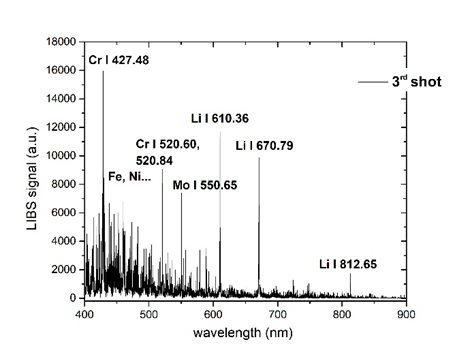 18000
16000
14000
12000
10000
8000
6000
4000
2000
0
LIBS signal (a.u.)
Cr I 427.48
3rd shot
Li I 610.36
Cr I 520.60,
520.84
Li I 670.79
Fe, Ni...
Mo I 550.65
Li I 812.65
400 500 600 700 800 900
wavelength (nm)